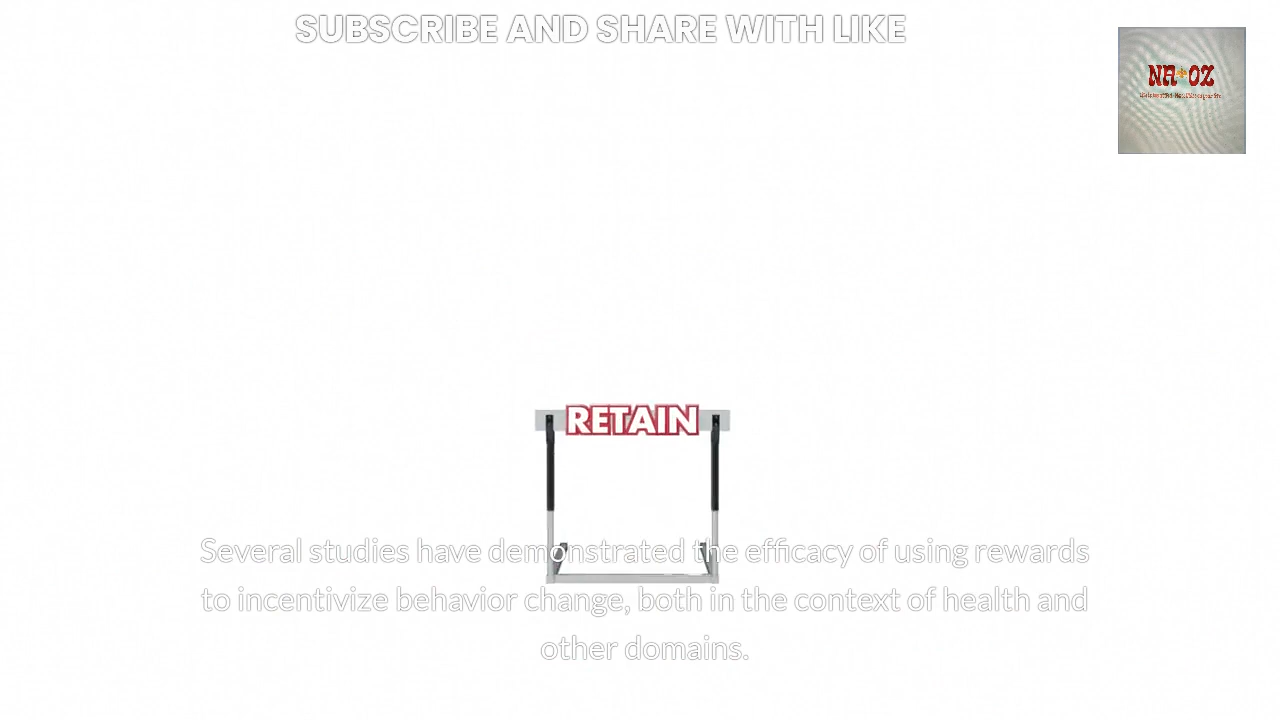 SUBSCRIBE AND SHARE WITH LIKE
NA OZ
RETAIN
Several studies have demonstrated the efficacy of using rewards
to incentivize behavior change, both in the context of health and
other domains.